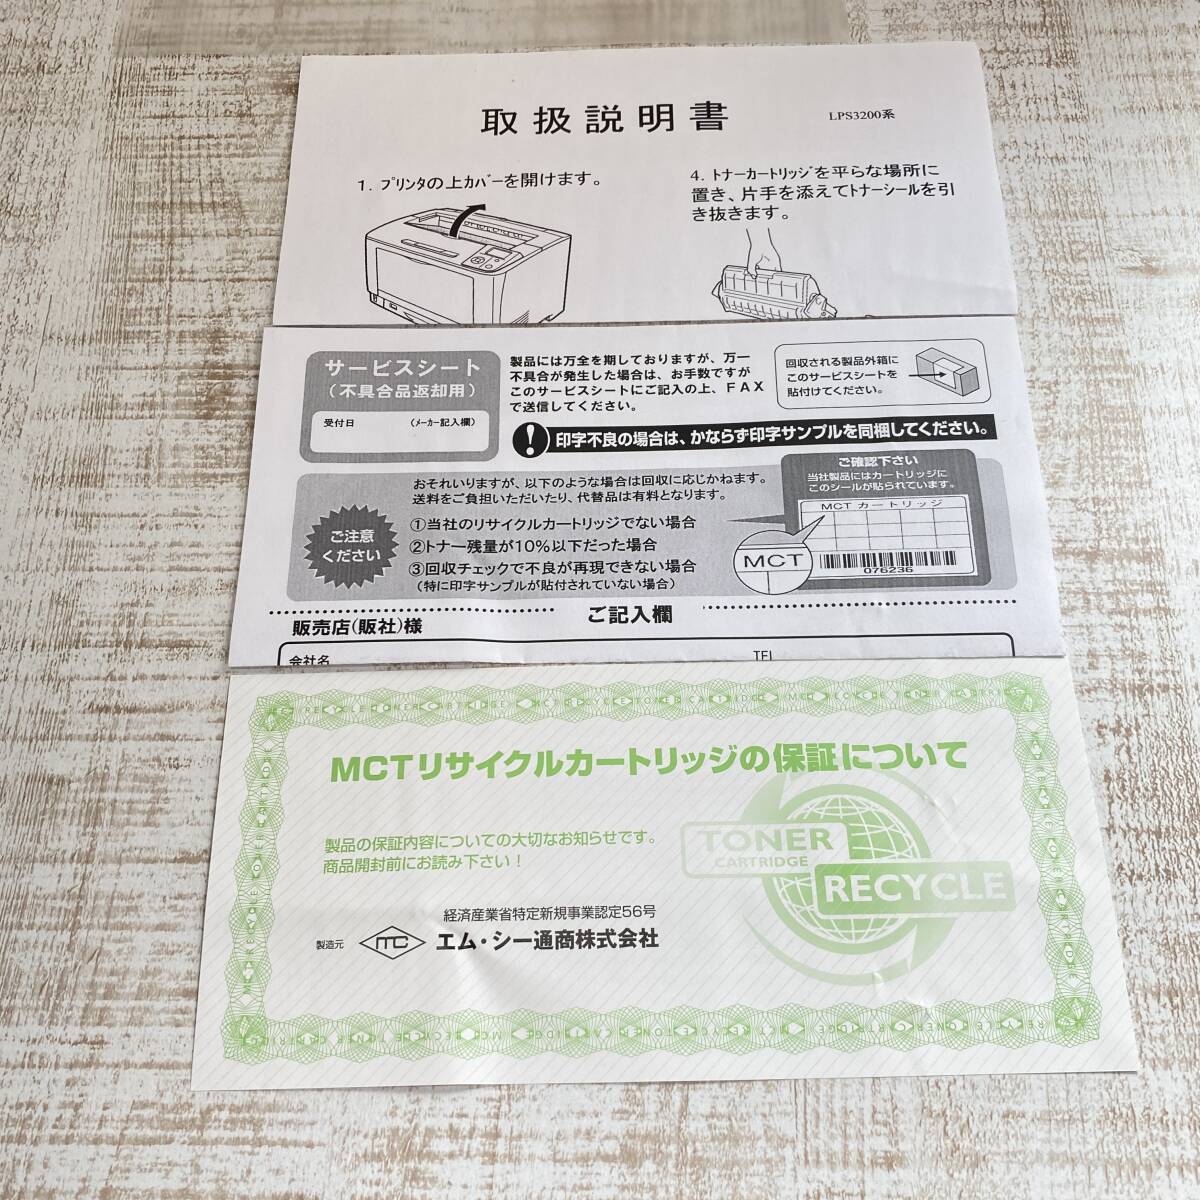 取扱説明書
LPS3200系
1. プリンタの上カバーを開けます。
4. トナーカートリッジを平らな場所に
置き、片手を添えてトナーシールを引
き抜きます。
サービスシート
(不具合品返却用)
受付日 (メーカー記入欄)
製品には万全を期しておりますが、万一
不具合が発生した場合は、お手数ですが
このサービスシートにご記入の上、FAX
で送信してください。
回収される製品外箱に
このサービスシートを
貼付けてください。
印字不良の場合は、かならず印字サンプルを同梱してください。
おそれいりますが、以下のような場合は回収に応じかねます。
送料をご負担いただいたり、代替品は有料となります。
ご注意
ください
①当社のリサイクルカートリッジでない場合
②トナー残量が10%以下だった場合
③回収チェックで不良が再現できない場合
(特に印字サンプルが貼付されていない場合)
ご確認下さい
当社製品にはカートリッジに
このシールが貼られています。
MCT カートリッジ
MCT
076236
ご記入欄
販売店(販社)様
会社名
TEL
MCTリサイクルカートリッジの保証について
製品の保証内容についての大切なお知らせです。
商品開封前にお読み下さい!
TONER
CARTRIDGE
RECYCLE
経済産業省特定新規事業認定56号
製造元 MC エム・シー通商株式会社